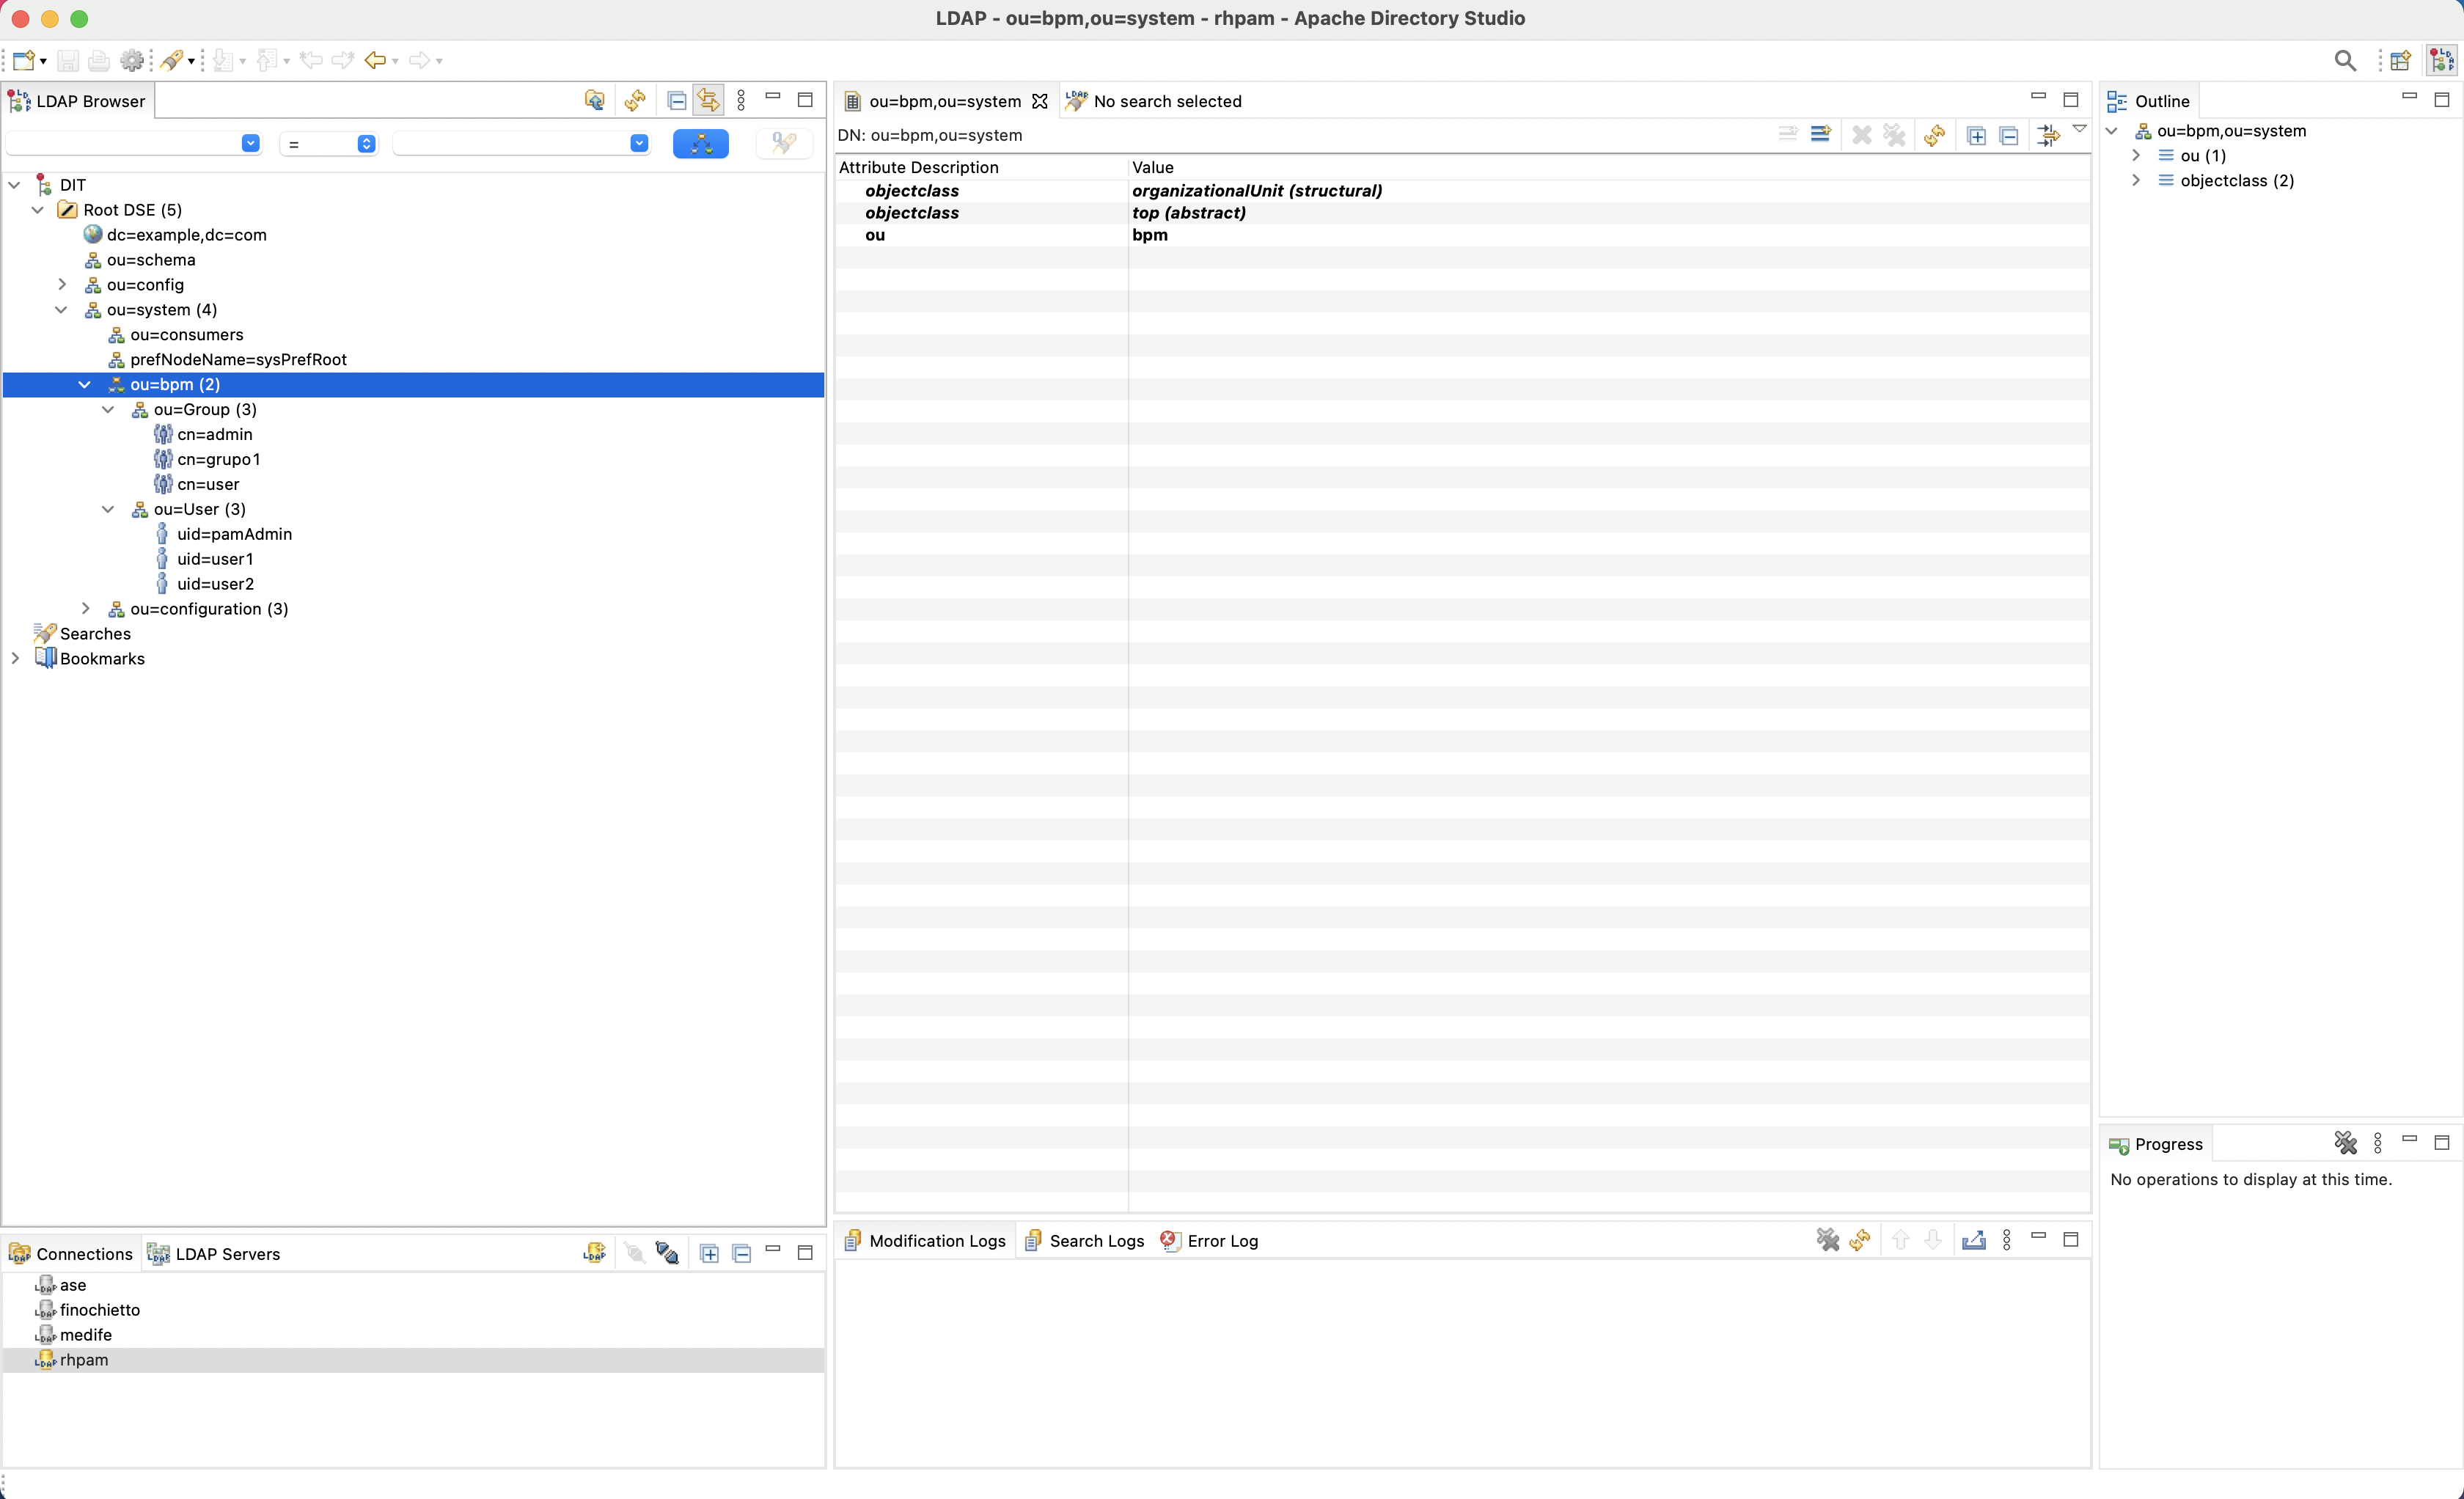 LDAP - ou=bpm,ou=system - rhpam - Apache Directory Studio
LDAP Browser
=
DIT
Root DSE (5)
dc=example,dc=com
ou=schema
ou=config
ou=system (4)
ou=consumers
prefNodeName=sysPrefRoot
ou=bpm (2)
ou=Group (3)
cn=admin
cn=grupo1
cn=user
ou=User (3)
uid=pamAdmin
uid=user1
uid=user2
ou=configuration (3)
Searches
Bookmarks
ou=bpm,ou=system
No search selected
DN: ou=bpm,ou=system
Attribute Description Value
objectclass organizationalUnit (structural)
objectclass top (abstract)
ou bpm
Outline
ou=bpm,ou=system
ou (1)
objectclass (2)
Connections LDAP Servers
ase
finochietto
medife
rhpam
Modification Logs Search Logs Error Log
Progress
No operations to display at this time.